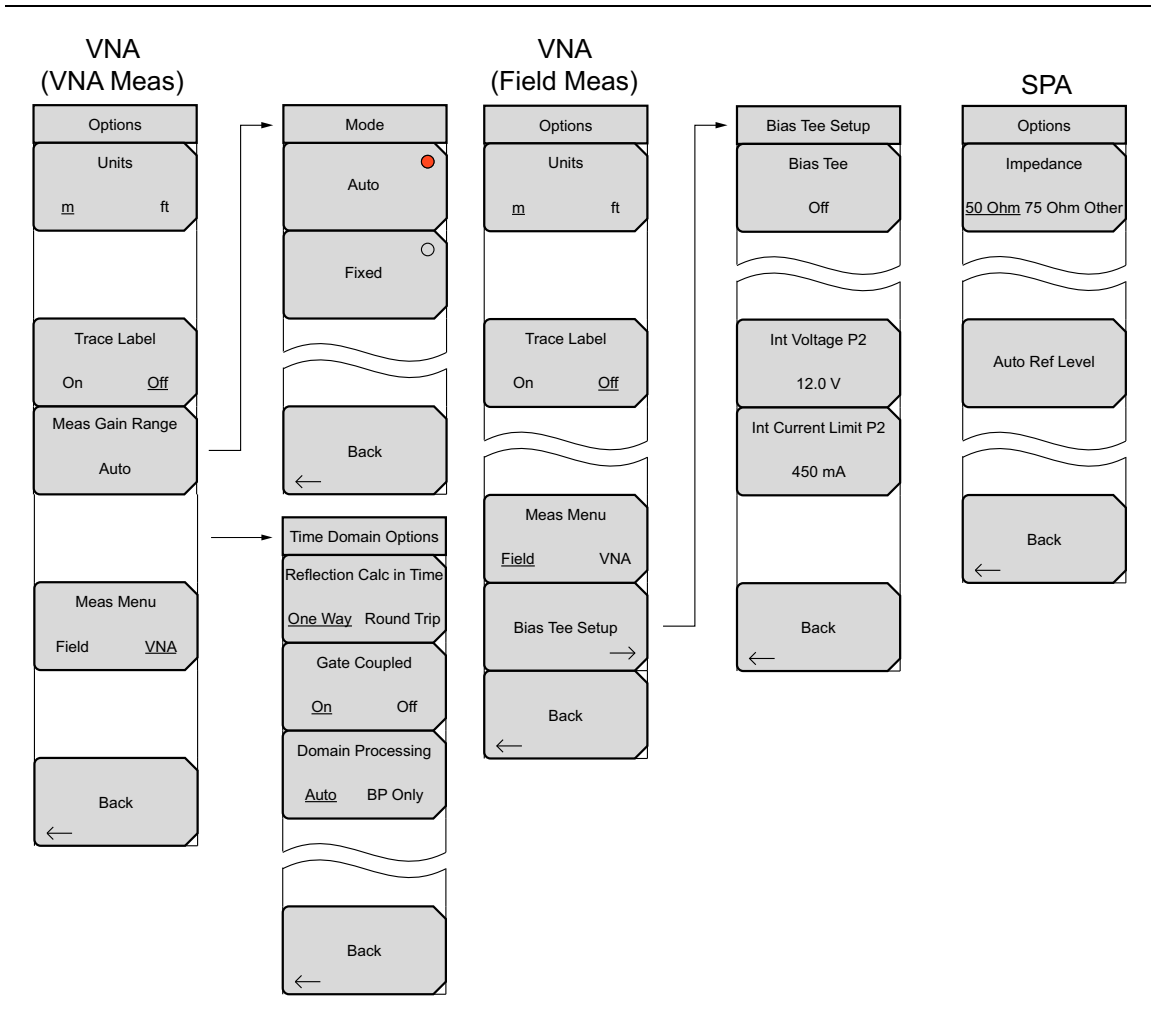 VNA
(VNA Meas)
Options
Units
m ft
Trace Label
On Off
Meas Gain Range
Auto
Meas Menu
Field VNA
Back
Mode
Auto
Fixed
Back
Time Domain Options
Reflection Calc in Time
One Way Round Trip
Gate Coupled
On Off
Domain Processing
Auto BP Only
Back
VNA
(Field Meas)
Options
Units
m ft
Trace Label
On Off
Meas Menu
Field VNA
Bias Tee Setup
Back
Bias Tee Setup
Bias Tee
Off
Int Voltage P2
12.0 V
Int Current Limit P2
450 mA
Back
SPA
Options
Impedance
50 Ohm 75 Ohm Other
Auto Ref Level
Back